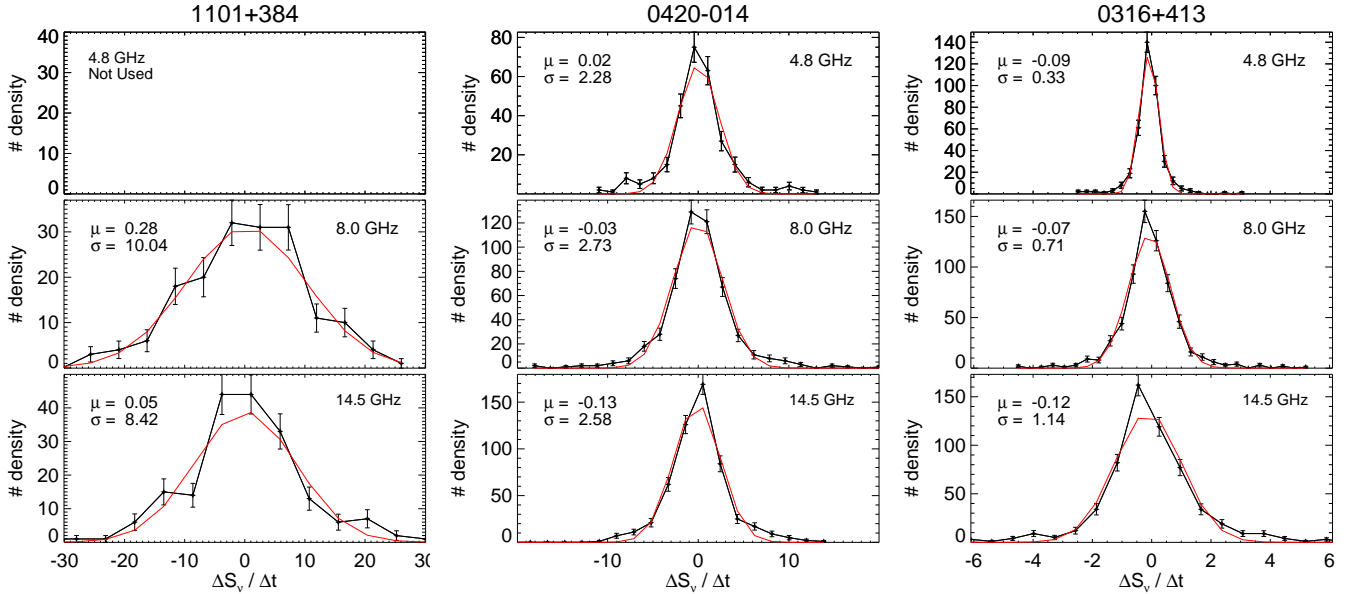 1101+384
0420-014
0316+413
40
30
20
10
0
# density
4.8 GHz
Not Used
80
60
40
20
# density
μ = 0.02
σ = 2.28
4.8 GHz
140
120
100
80
60
40
20
0
# density
μ = -0.09
σ = 0.33
4.8 GHz
30
20
10
0
# density
μ = 0.28
σ = 10.04
8.0 GHz
120
100
80
60
40
20
0
# density
μ = -0.03
σ = 2.73
8.0 GHz
150
100
50
0
# density
μ = -0.07
σ = 0.71
8.0 GHz
40
30
20
10
0
# density
μ = 0.05
σ = 8.42
14.5 GHz
150
100
50
0
# density
μ = -0.13
σ = 2.58
14.5 GHz
150
100
50
0
# density
μ = -0.12
σ = 1.14
14.5 GHz
-30 -20 -10 0 10 20 30
-10 0 10
-6 -4 -2 0 2 4 6
ΔSν / Δt
ΔSν / Δt
ΔSν / Δt